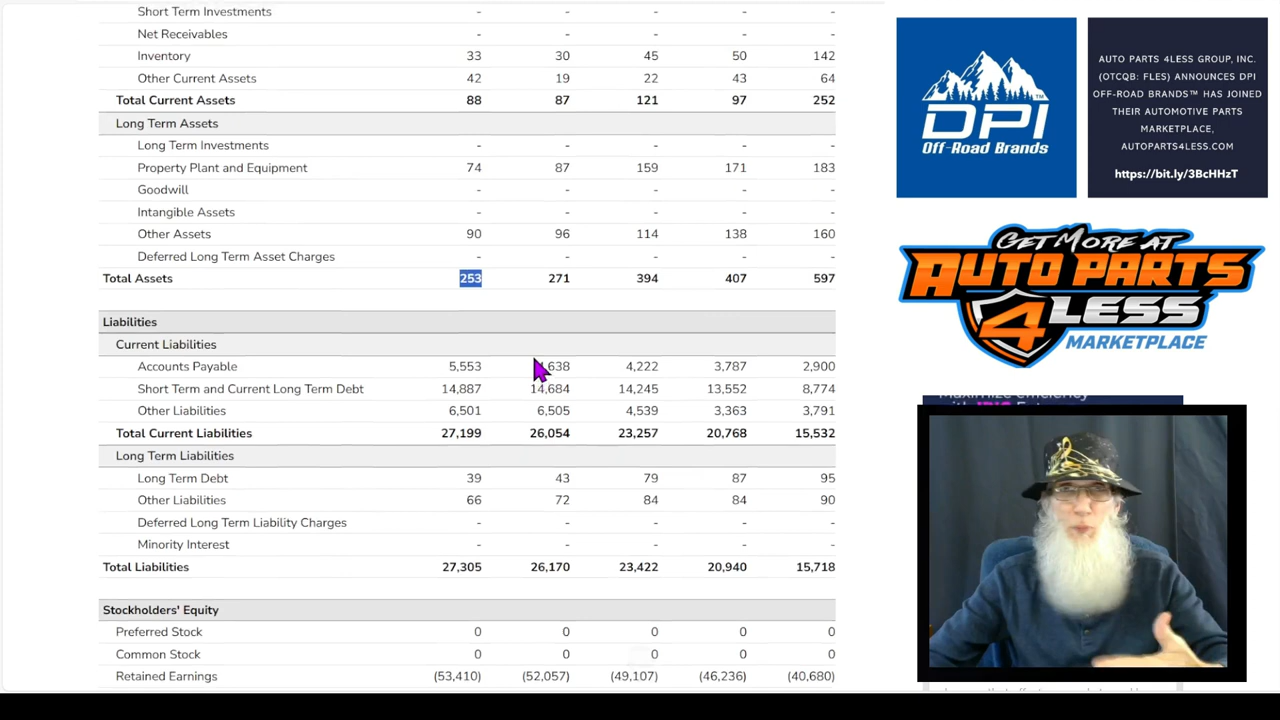 Short Term Investments - - - - -
Net Receivables - - - - -
Inventory 33 30 45 50 142
Other Current Assets 42 19 22 43 64
Total Current Assets 88 87 121 97 252
Long Term Assets
Long Term Investments - - - - -
Property Plant and Equipment 74 87 159 171 183
Goodwill - - - - -
Intangible Assets - - - - -
Other Assets 90 96 114 138 160
Deferred Long Term Asset Charges - - - - -
Total Assets 253 271 394 407 597
Liabilities
Current Liabilities
Accounts Payable 5,553 638 4,222 3,787 2,900
Short Term and Current Long Term Debt 14,887 14,684 14,245 13,552 8,774
Other Liabilities 6,501 6,505 4,539 3,363 3,791
Total Current Liabilities 27,199 26,054 23,257 20,768 15,532
Long Term Liabilities
Long Term Debt 39 43 79 87 95
Other Liabilities 66 72 84 84 90
Deferred Long Term Liability Charges - - - - -
Minority Interest - - - - -
Total Liabilities 27,305 26,170 23,422 20,940 15,718
Stockholders' Equity
Preferred Stock 0 0 0 0 0
Common Stock 0 0 0 0 0
Retained Earnings (53,410) (52,057) (49,107) (46,236) (40,680)
DPI
Off-Road Brands
AUTO PARTS 4LESS GROUP, INC.
(OTCQB: FLES) ANNOUNCES DPI
OFF-ROAD BRANDS™ HAS JOINED
THEIR AUTOMOTIVE PARTS
MARKETPLACE,
AUTOPARTS4LESS.COM
https://bit.ly/3BcHHzT
GET MORE AT
AUTO PARTS
4 LESS
MARKETPLACE
Maximize efficiency